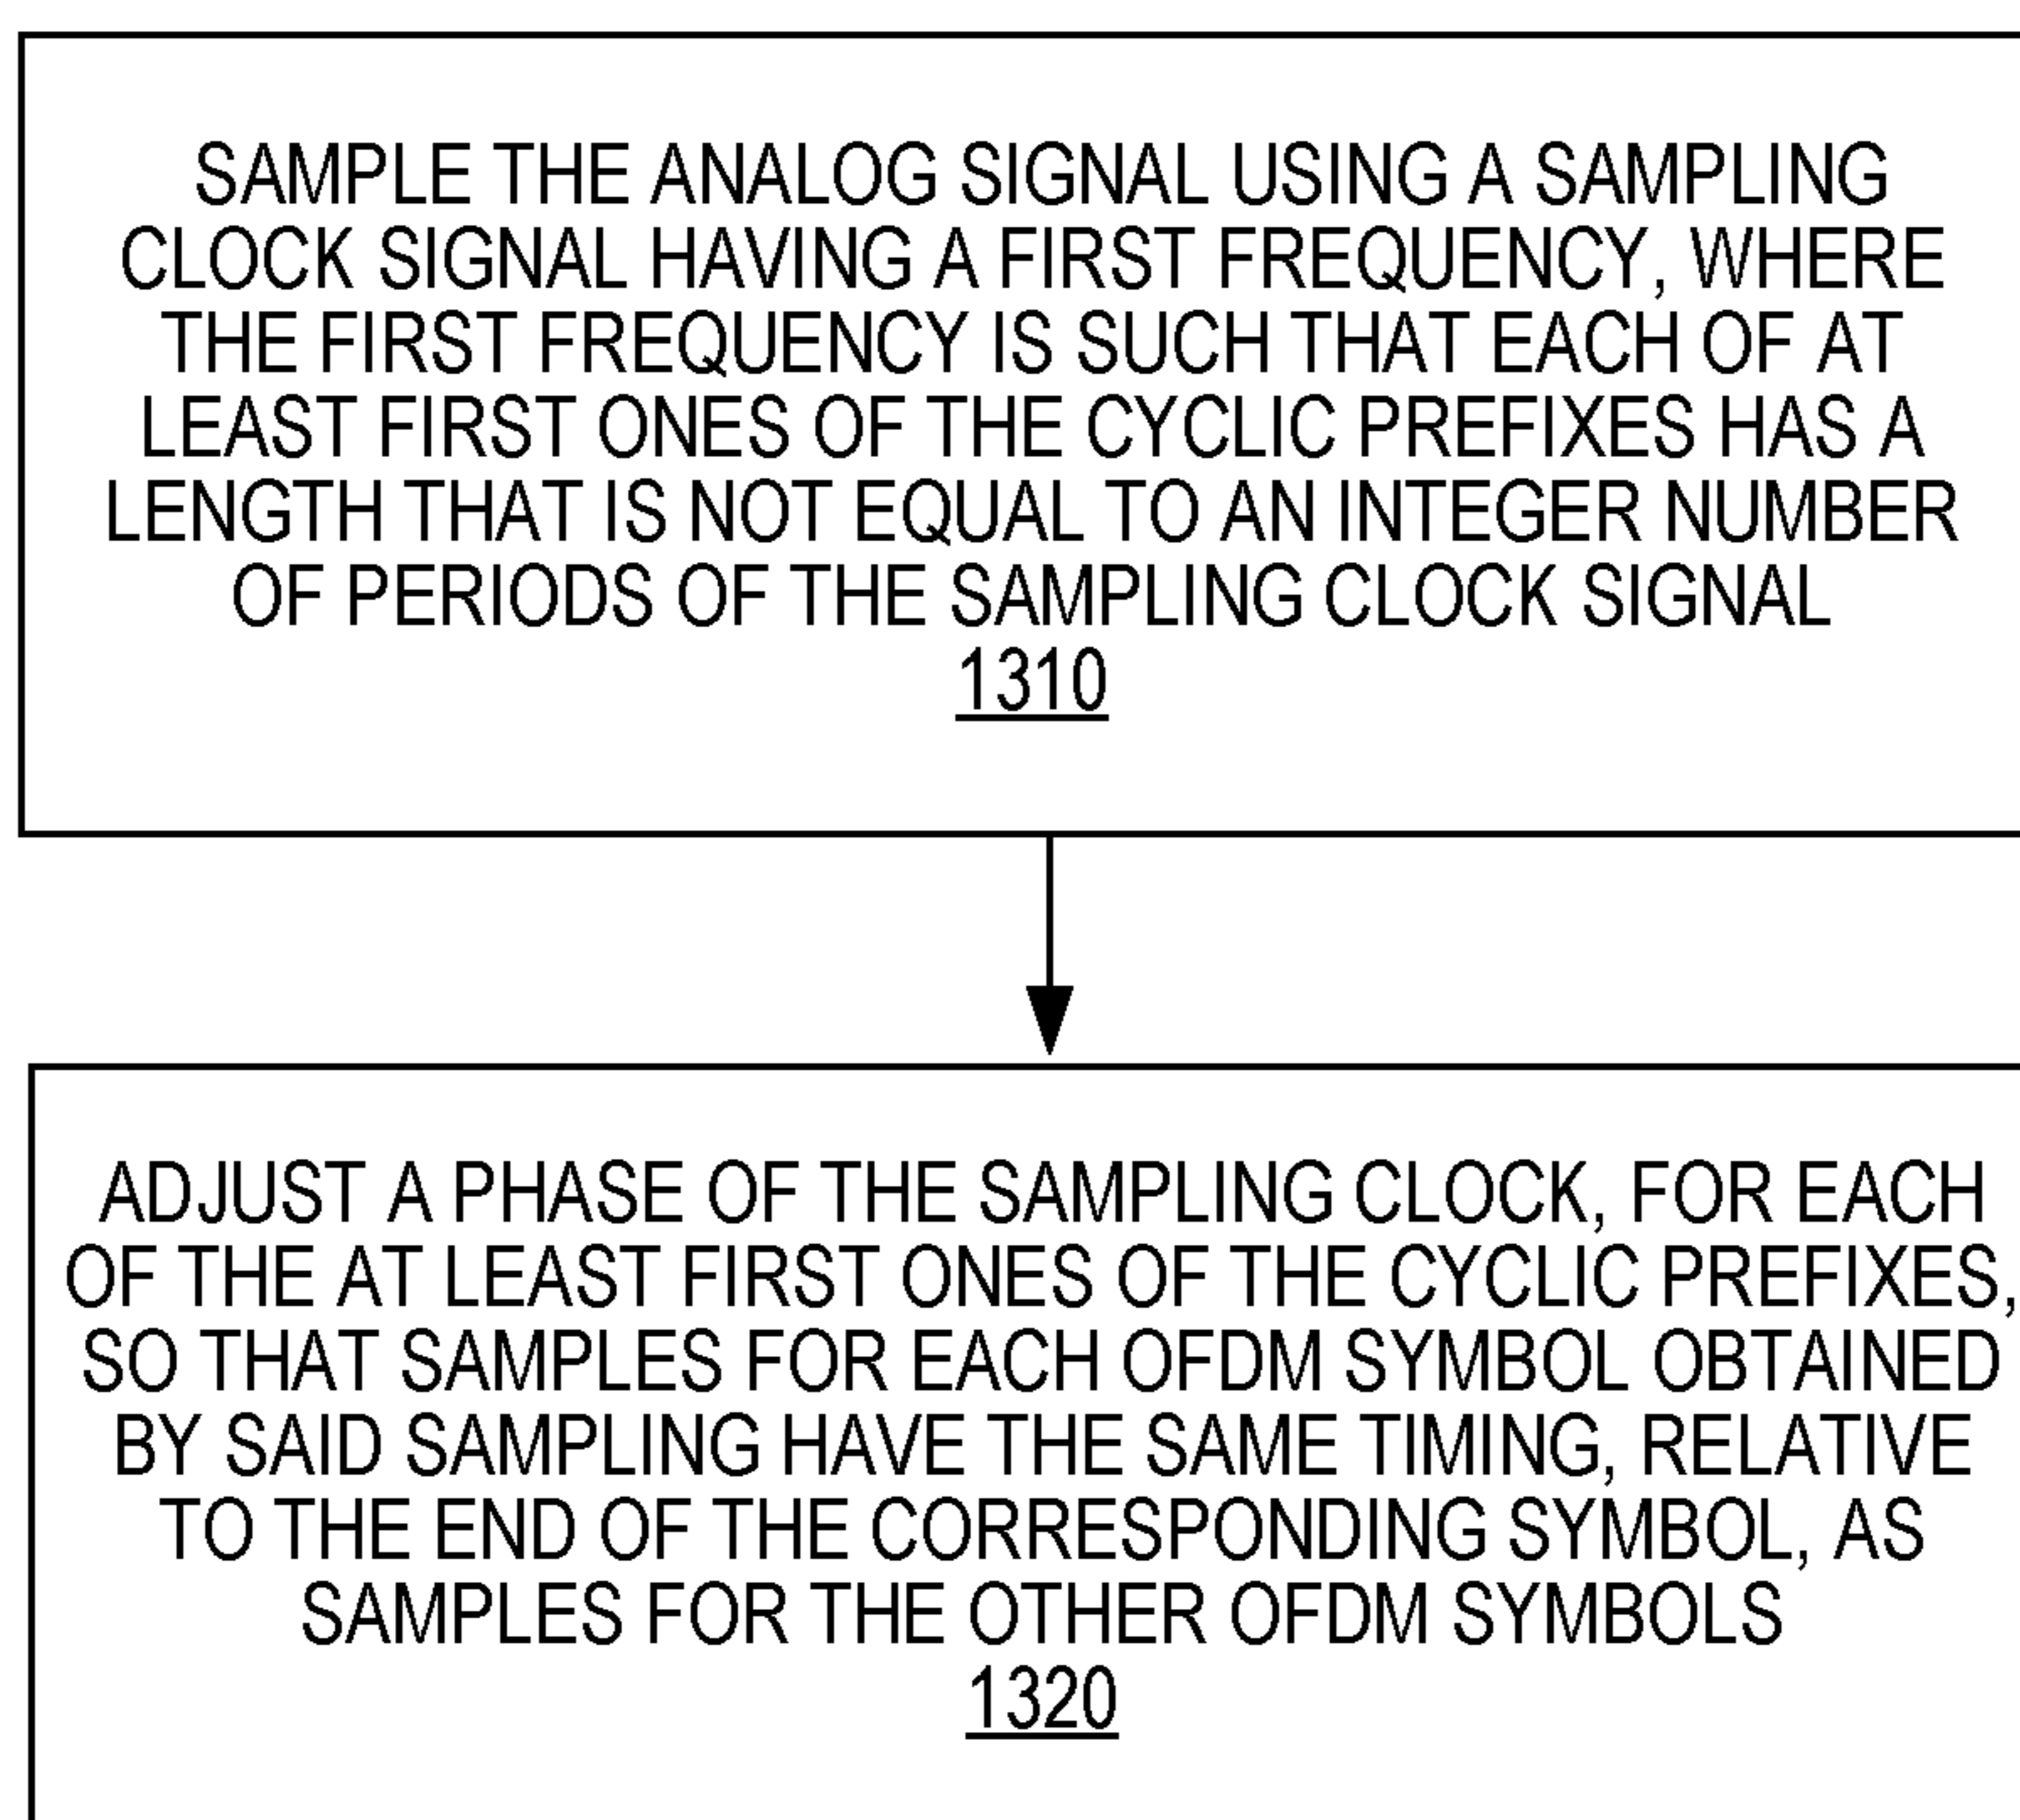 SAMPLE THE ANALOG SIGNAL USING A SAMPLING
CLOCK SIGNAL HAVING A FIRST FREQUENCY, WHERE
THE FIRST FREQUENCY IS SUCH THAT EACH OF AT
LEAST FIRST ONES OF THE CYCLIC PREFIXES HAS A
LENGTH THAT IS NOT EQUAL TO AN INTEGER NUMBER
OF PERIODS OF THE SAMPLING CLOCK SIGNAL
1310
ADJUST A PHASE OF THE SAMPLING CLOCK, FOR EACH
OF THE AT LEAST FIRST ONES OF THE CYCLIC PREFIXES,
SO THAT SAMPLES FOR EACH OFDM SYMBOL OBTAINED
BY SAID SAMPLING HAVE THE SAME TIMING, RELATIVE
TO THE END OF THE CORRESPONDING SYMBOL, AS
SAMPLES FOR THE OTHER OFDM SYMBOLS
1320